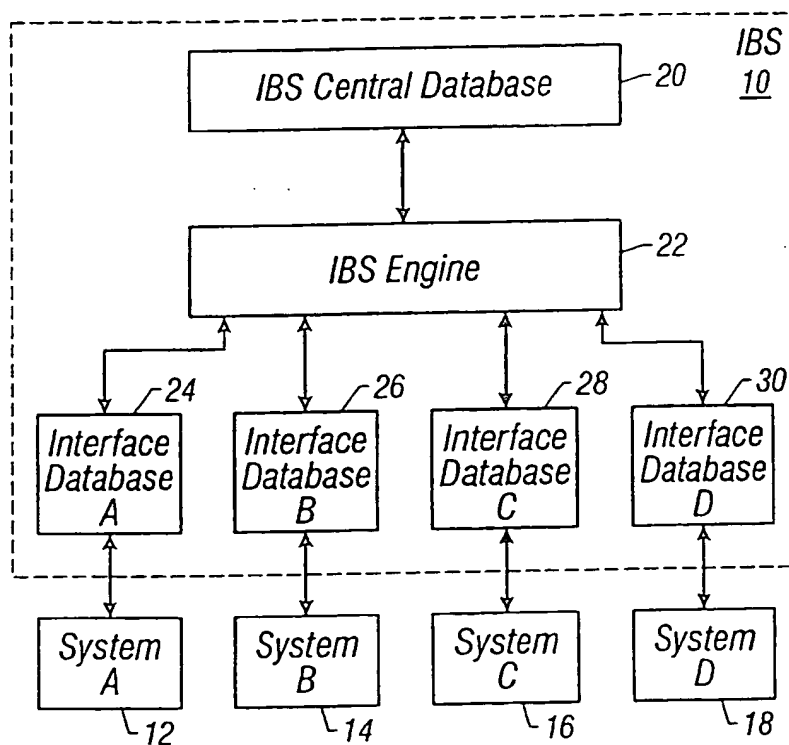 IBS
10
IBS Central Database
20
IBS Engine
22
24
26
28
30
Interface
Database
A
Interface
Database
B
Interface
Database
C
Interface
Database
D
System
A
System
B
System
C
System
D
12
14
16
18